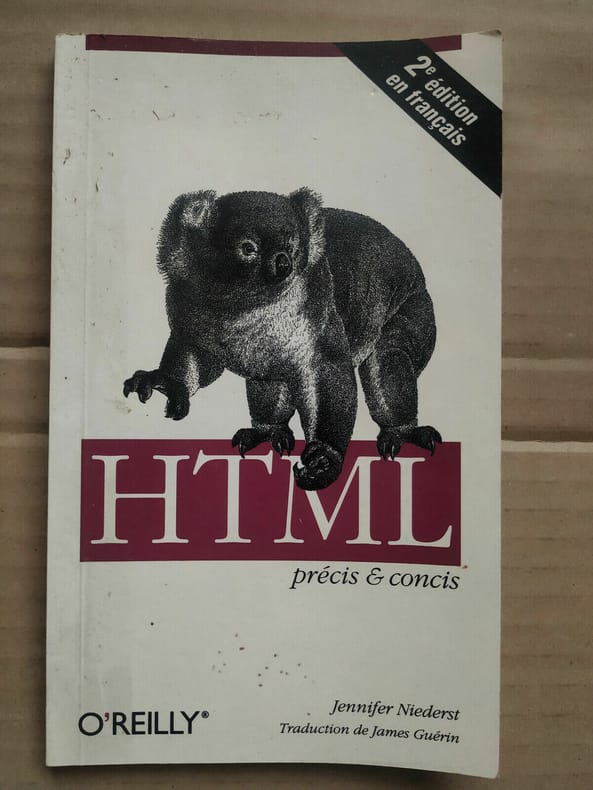 2e édition
en français
HTML
précis & concis
Jennifer Niederst
Traduction de James Guérin
O'REILLY®